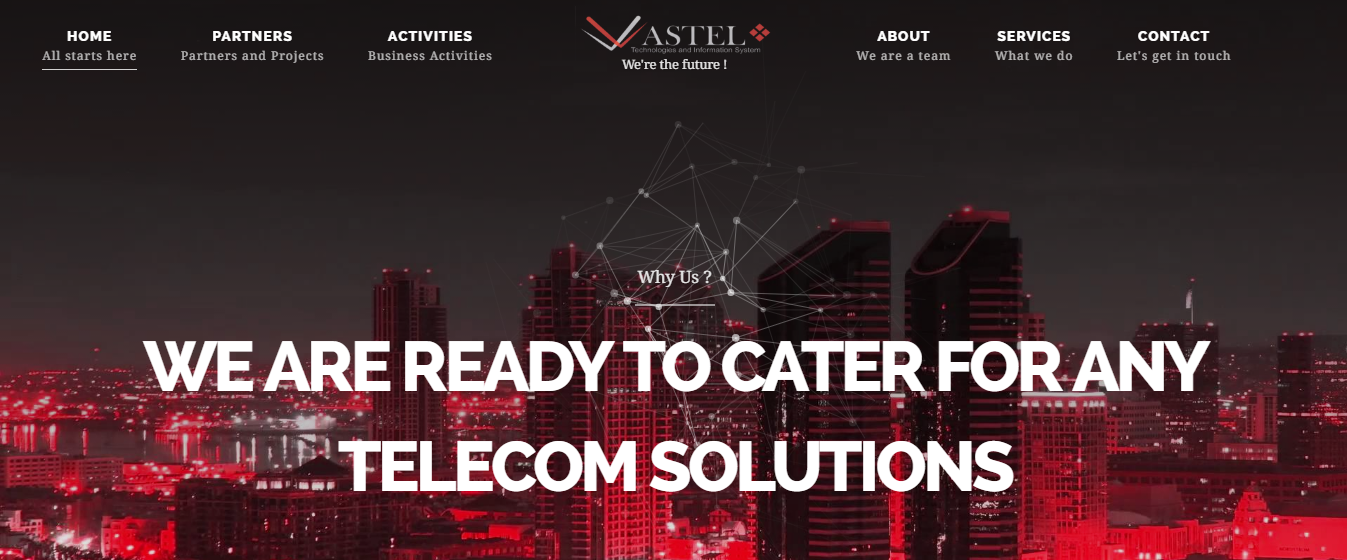 HOME
All starts here
PARTNERS
Partners and Projects
ACTIVITIES
Business Activities
VASTEL
Technologies and Information System
We're the future !
ABOUT
We are a team
SERVICES
What we do
CONTACT
Let's get in touch
Why Us ?
WE ARE READY TO CATER FOR ANY
TELECOM SOLUTIONS